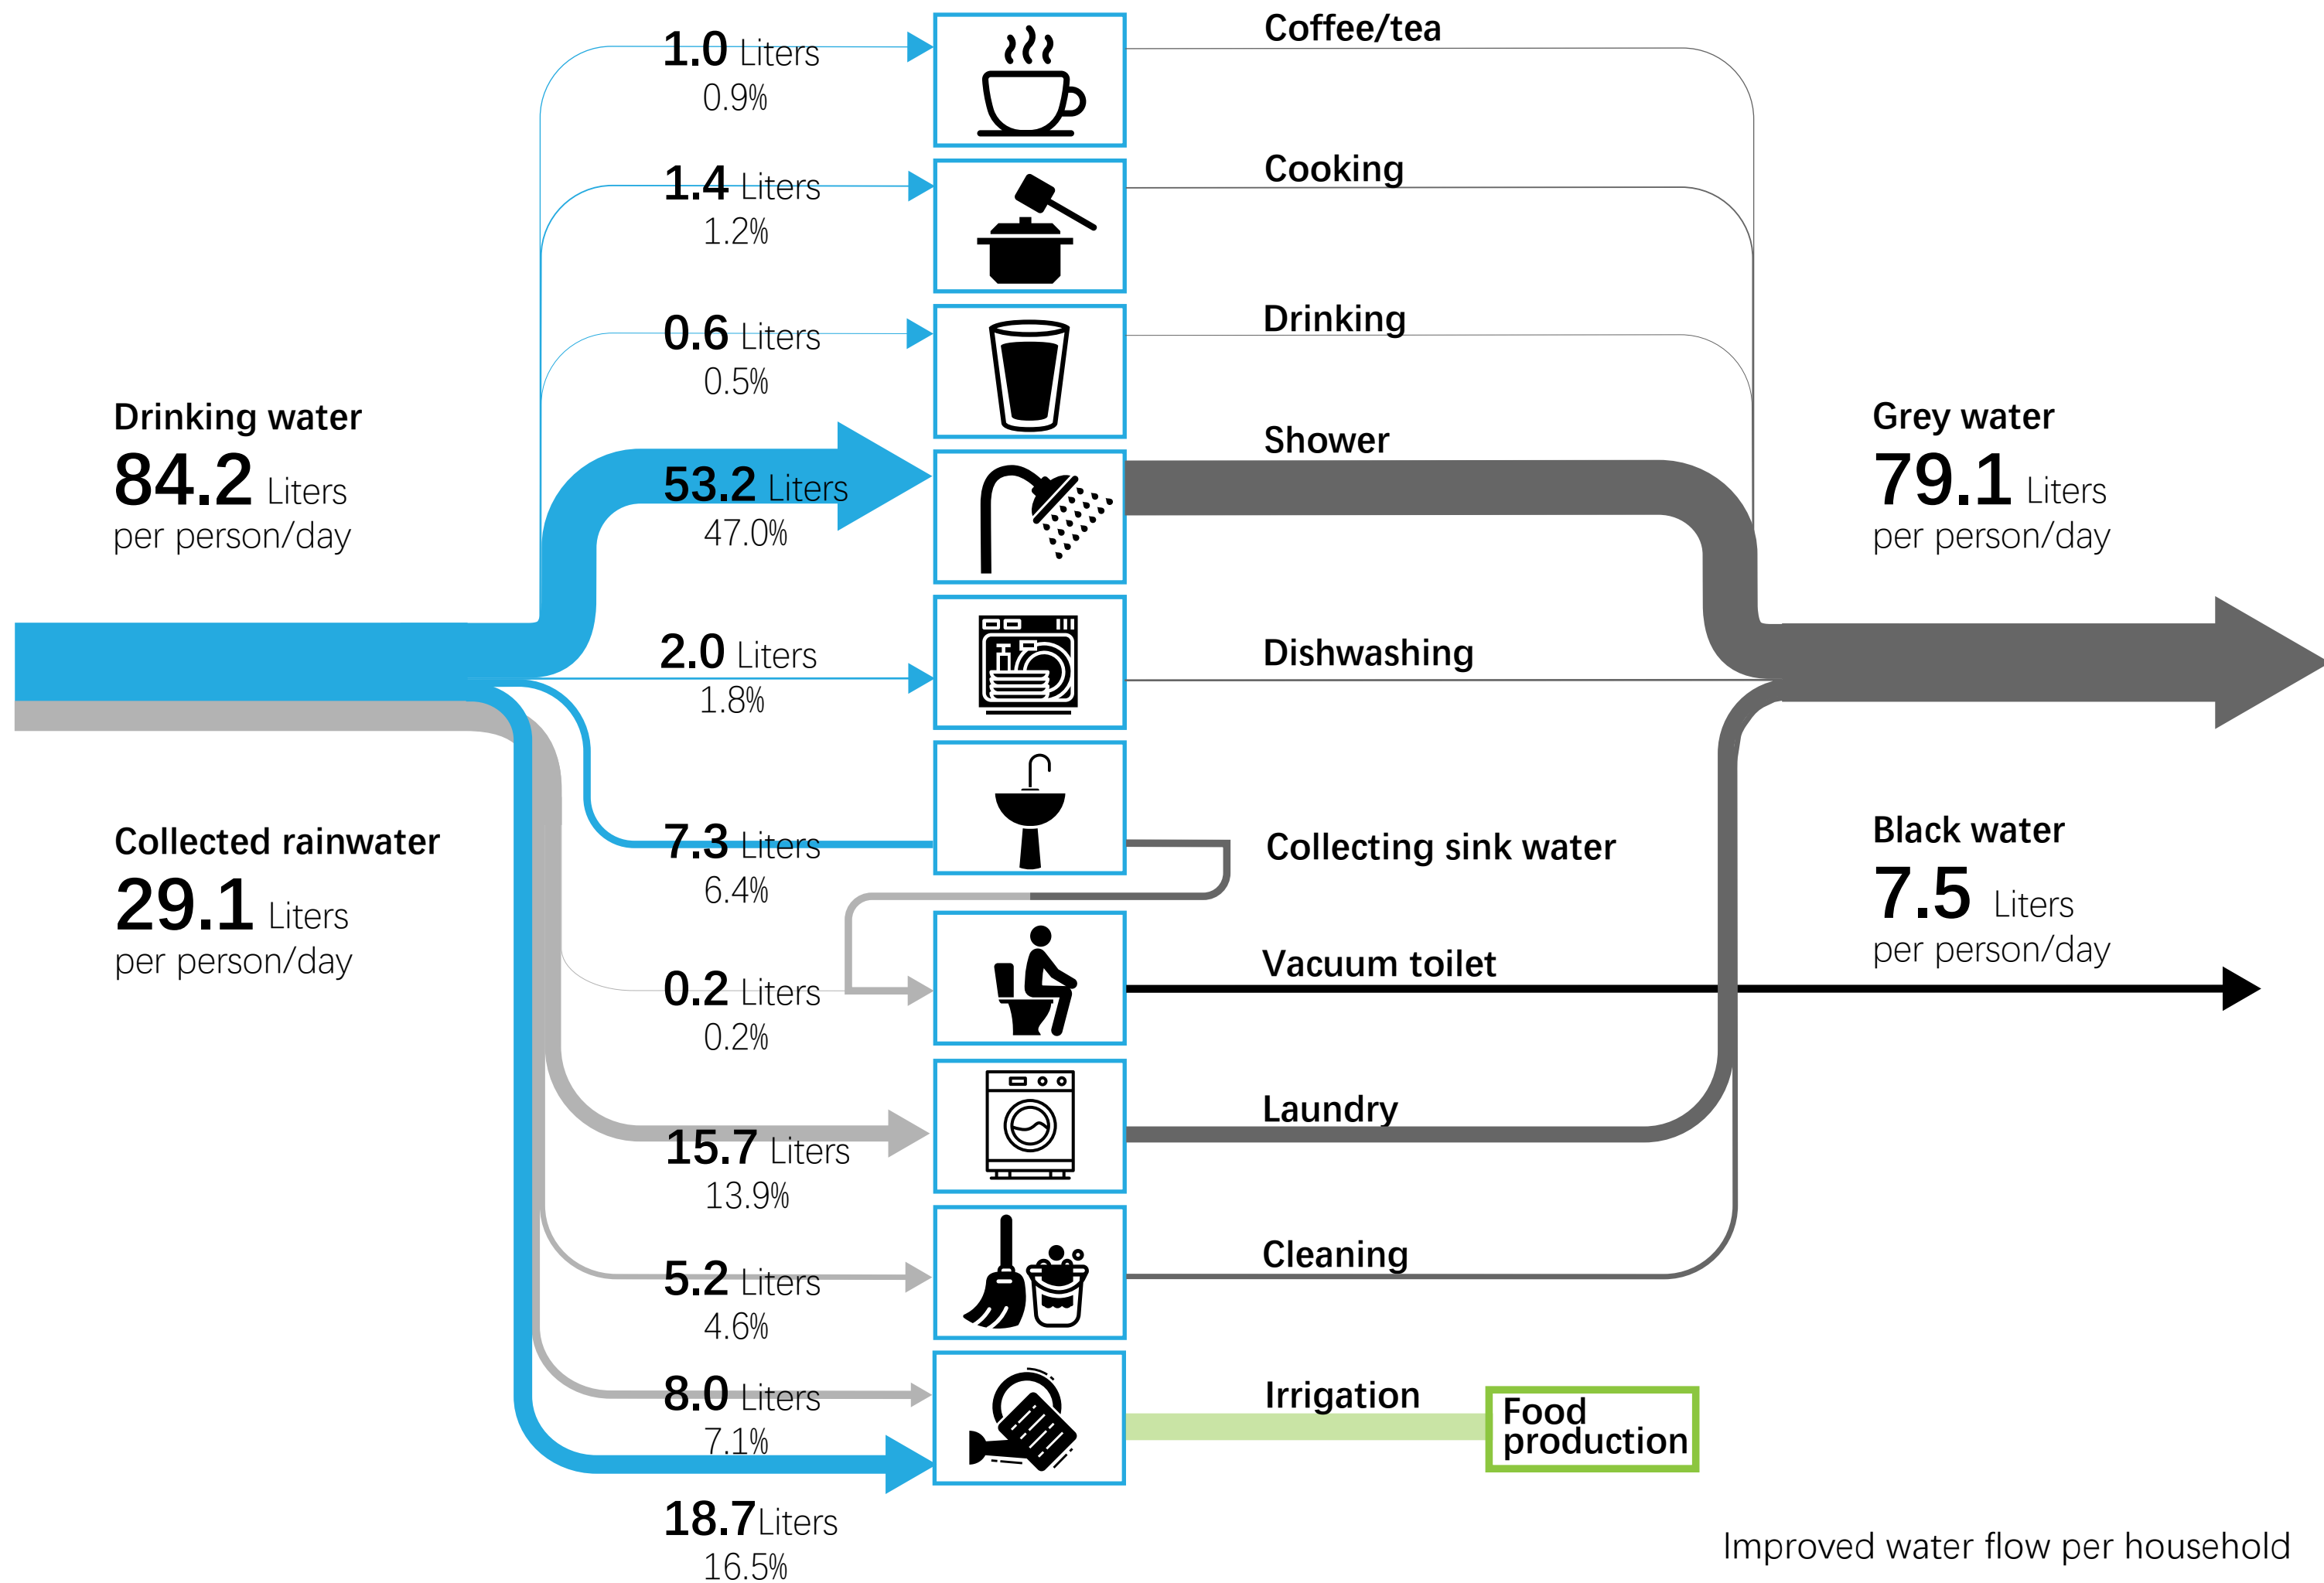 1.0 Liters
0.9%
Coffee/tea
1.4 Liters
1.2%
Cooking
0.6 Liters
0.5%
Drinking
Drinking water
84.2 Liters
per person/day
53.2 Liters
47.0%
Shower
Grey water
79.1 Liters
per person/day
2.0 Liters
1.8%
Dishwashing
Collected rainwater
29.1 Liters
per person/day
7.3 Liters
6.4%
Collecting sink water
Black water
7.5 Liters
per person/day
0.2 Liters
0.2%
Vacuum toilet
15.7 Liters
13.9%
Laundry
5.2 Liters
4.6%
Cleaning
8.0 Liters
7.1%
Irrigation
Food
production
18.7Liters
16.5%
Improved water flow per household